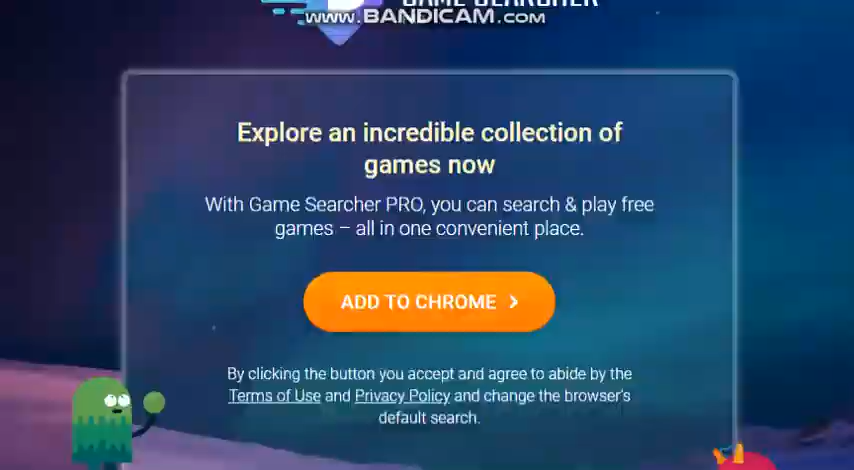 GAME SEARCHER
www.BANDICAM.com
Explore an incredible collection of
games now
With Game Searcher PRO, you can search & play free
games – all in one convenient place.
ADD TO CHROME
By clicking the button you accept and agree to abide by the
Terms of Use and Privacy Policy and change the browser's
default search.